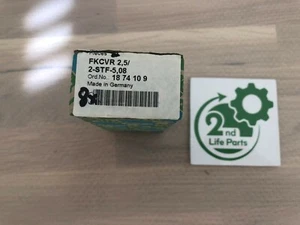 Pieces
FKCVR 2,5/
2-STF-5,08
Ord.No.: 18 74 10 9
Made in Germany
2nd
Life Parts